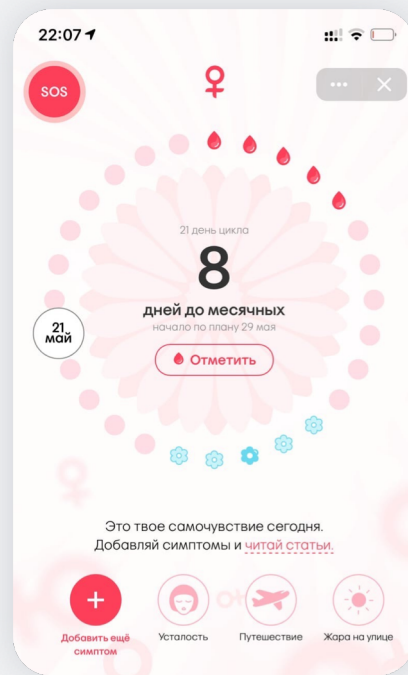 22:07
SOS
21 день цикла
8
дней до месячных
начало по плану 29 мая
Отметить
21
май
Это твое самочувствие сегодня.
Добавляй симптомы и читай статьи.
Добавить ещё
симптом
Усталость
Путешествие
Жара на улице